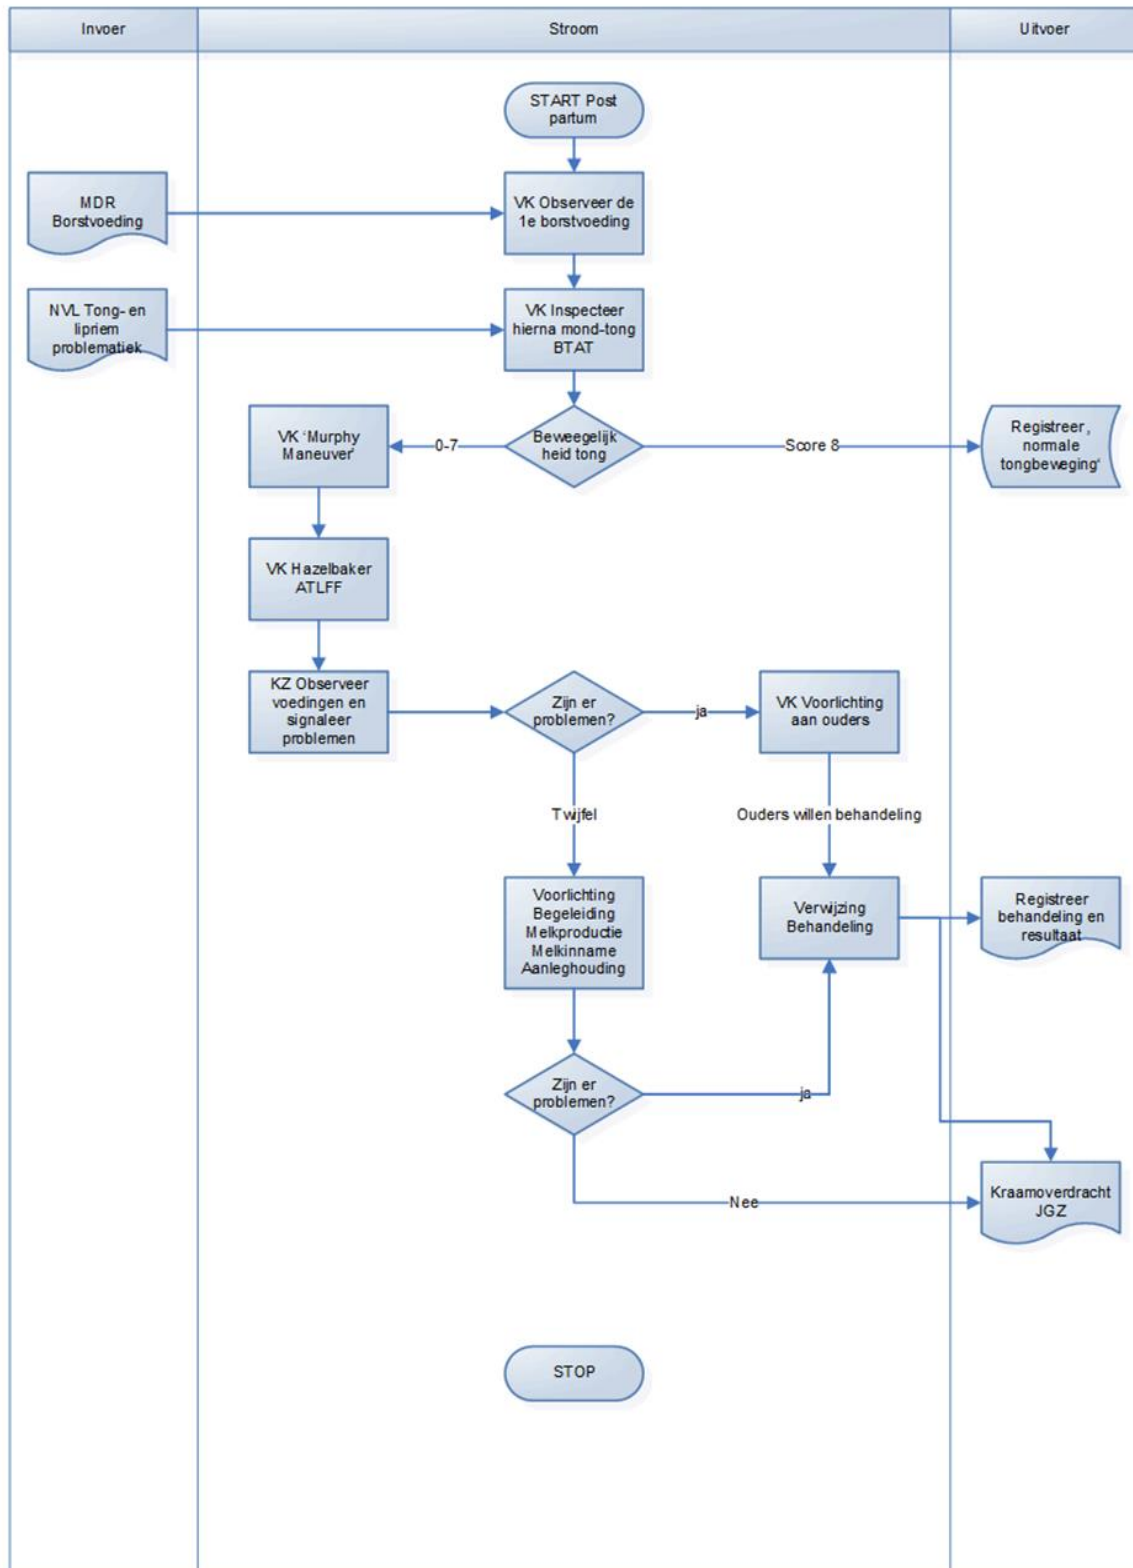 Invoer
Stroom
Uitvoer
START Post
partum
MDR
Borstvoeding
VK Observeer de
1e borstvoeding
NVL Tong- en
lipriem
problematiek
VK Inspecteer
hierna mond-tong
BTAT
VK ‘Murphy
Maneuver’
0-7
Beweegelijk
heid tong
Score 8
Registreer ‚
normale
tongbeweging‘
VK Hazelbaker
ATLFF
KZ Observeer
voedingen en
signaleer
problemen
Zijn er
problemen?
ja
VK Voorlichting
aan ouders
Twijfel
Ouders willen behandeling
Voorlichting
Begeleiding
Melkproductie
Melkinname
Aanleghouding
Verwijzing
Behandeling
Registreer
behandeling en
resultaat
Zijn er
problemen?
ja
Nee
Kraamoverdracht
JGZ
STOP